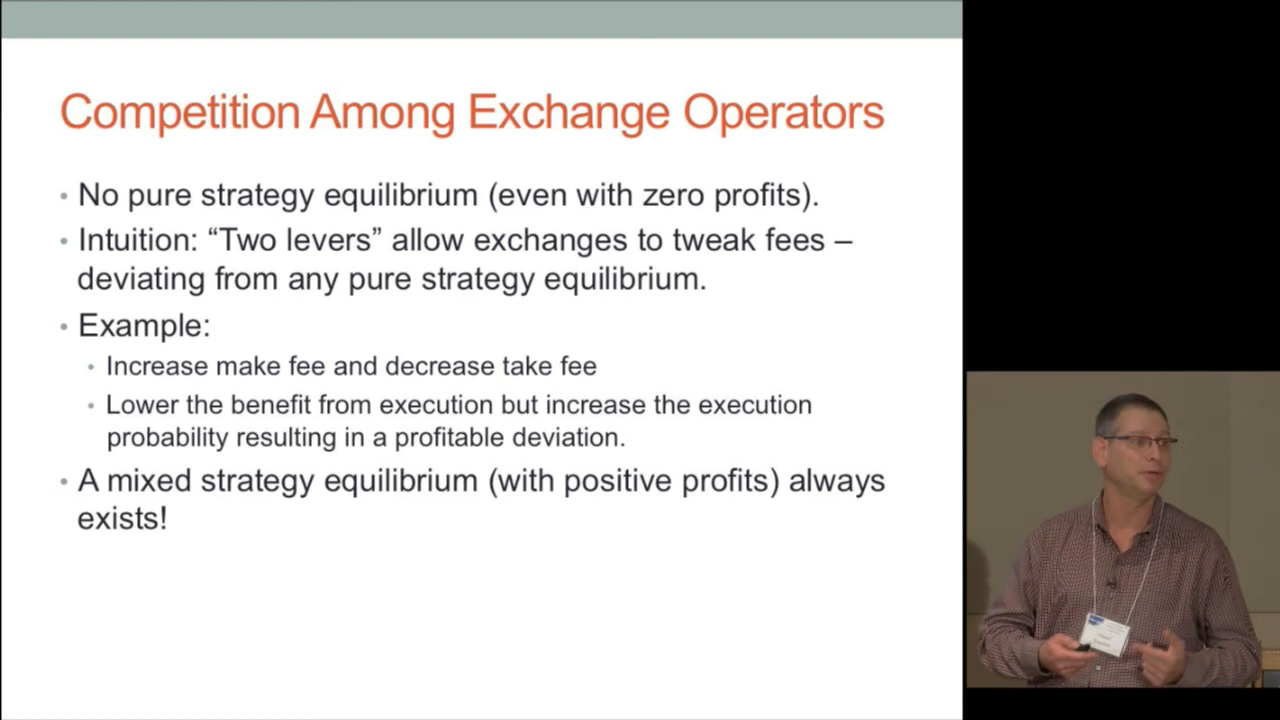 Competition Among Exchange Operators
• No pure strategy equilibrium (even with zero profits).
• Intuition: “Two levers” allow exchanges to tweak fees –
deviating from any pure strategy equilibrium.
• Example:
• Increase make fee and decrease take fee
• Lower the benefit from execution but increase the execution
probability resulting in a profitable deviation.
• A mixed strategy equilibrium (with positive profits) always
exists!